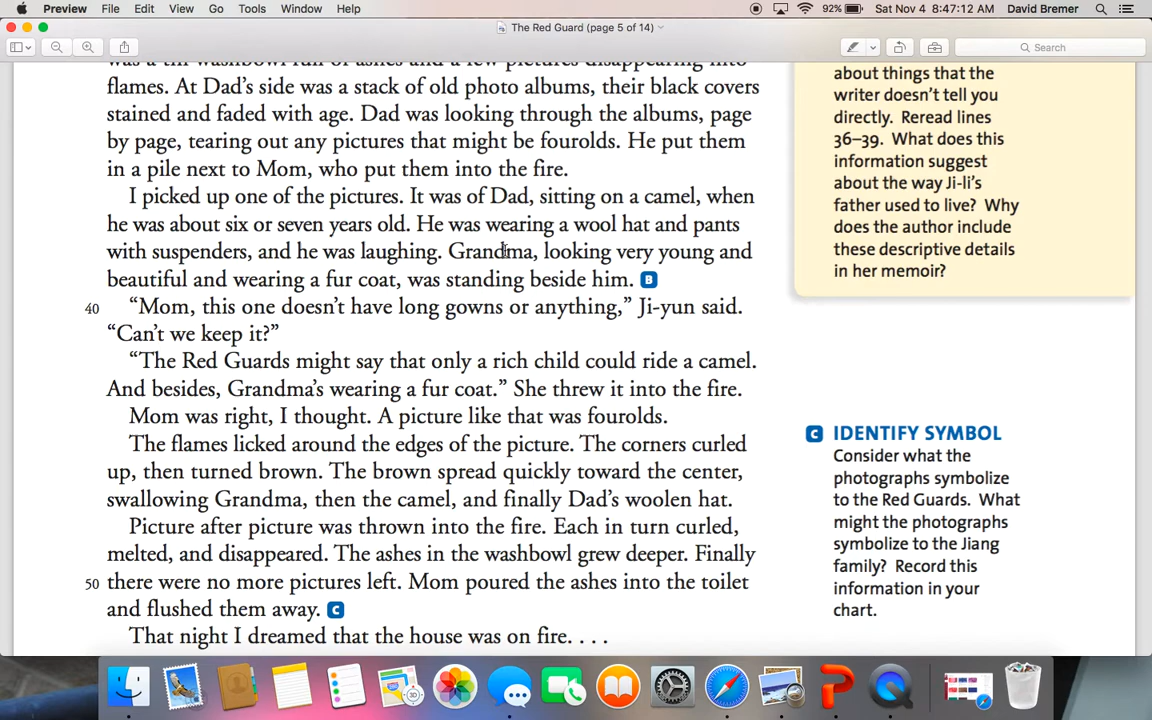 Preview File Edit View Go Tools Window Help 92% Sat Nov 4 8:47:12 AM David Bremer
The Red Guard (page 5 of 14)
Search
was a tin washbowl full of ashes and a few pictures disappearing into
flames. At Dad’s side was a stack of old photo albums, their black covers
stained and faded with age. Dad was looking through the albums, page
by page, tearing out any pictures that might be fourolds. He put them
in a pile next to Mom, who put them into the fire.
I picked up one of the pictures. It was of Dad, sitting on a camel, when
he was about six or seven years old. He was wearing a wool hat and pants
with suspenders, and he was laughing. Grandma, looking very young and
beautiful and wearing a fur coat, was standing beside him. B
40 “Mom, this one doesn’t have long gowns or anything,” Ji-yun said.
“Can’t we keep it?”
“The Red Guards might say that only a rich child could ride a camel.
And besides, Grandma’s wearing a fur coat.” She threw it into the fire.
Mom was right, I thought. A picture like that was fourolds.
The flames licked around the edges of the picture. The corners curled
up, then turned brown. The brown spread quickly toward the center,
swallowing Grandma, then the camel, and finally Dad’s woolen hat.
Picture after picture was thrown into the fire. Each in turn curled,
melted, and disappeared. The ashes in the washbowl grew deeper. Finally
50 there were no more pictures left. Mom poured the ashes into the toilet
and flushed them away. C
That night I dreamed that the house was on fire. . . .
about things that the
writer doesn’t tell you
directly. Reread lines
36–39. What does this
information suggest
about the way Ji-li’s
father used to live? Why
does the author include
these descriptive details
in her memoir?
C IDENTIFY SYMBOL
Consider what the
photographs symbolize
to the Red Guards. What
might the photographs
symbolize to the Jiang
family? Record this
information in your
chart.